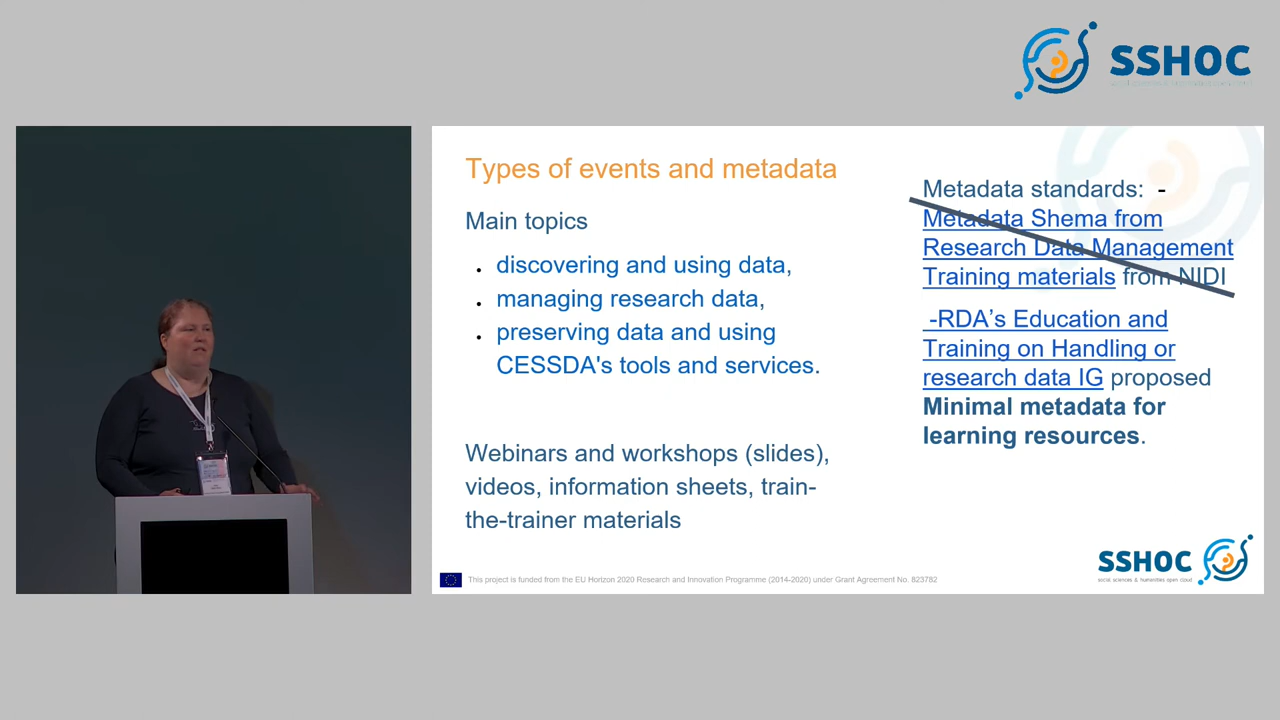 SSHOC
Types of events and metadata
Main topics
discovering and using data,
managing research data,
preserving data and using
CESSDA's tools and services.
Webinars and workshops (slides),
videos, information sheets, train-
the-trainer materials
Metadata standards: -
Metadata Shema from
Research Data Management
Training materials from NIDI
-RDA’s Education and
Training on Handling or
research data IG proposed
Minimal metadata for
learning resources.
SSHOC
social sciences & humanities open cloud
This project is funded from the EU Horizon 2020 Research and Innovation Programme (2014-2020) under Grant Agreement No. 823782